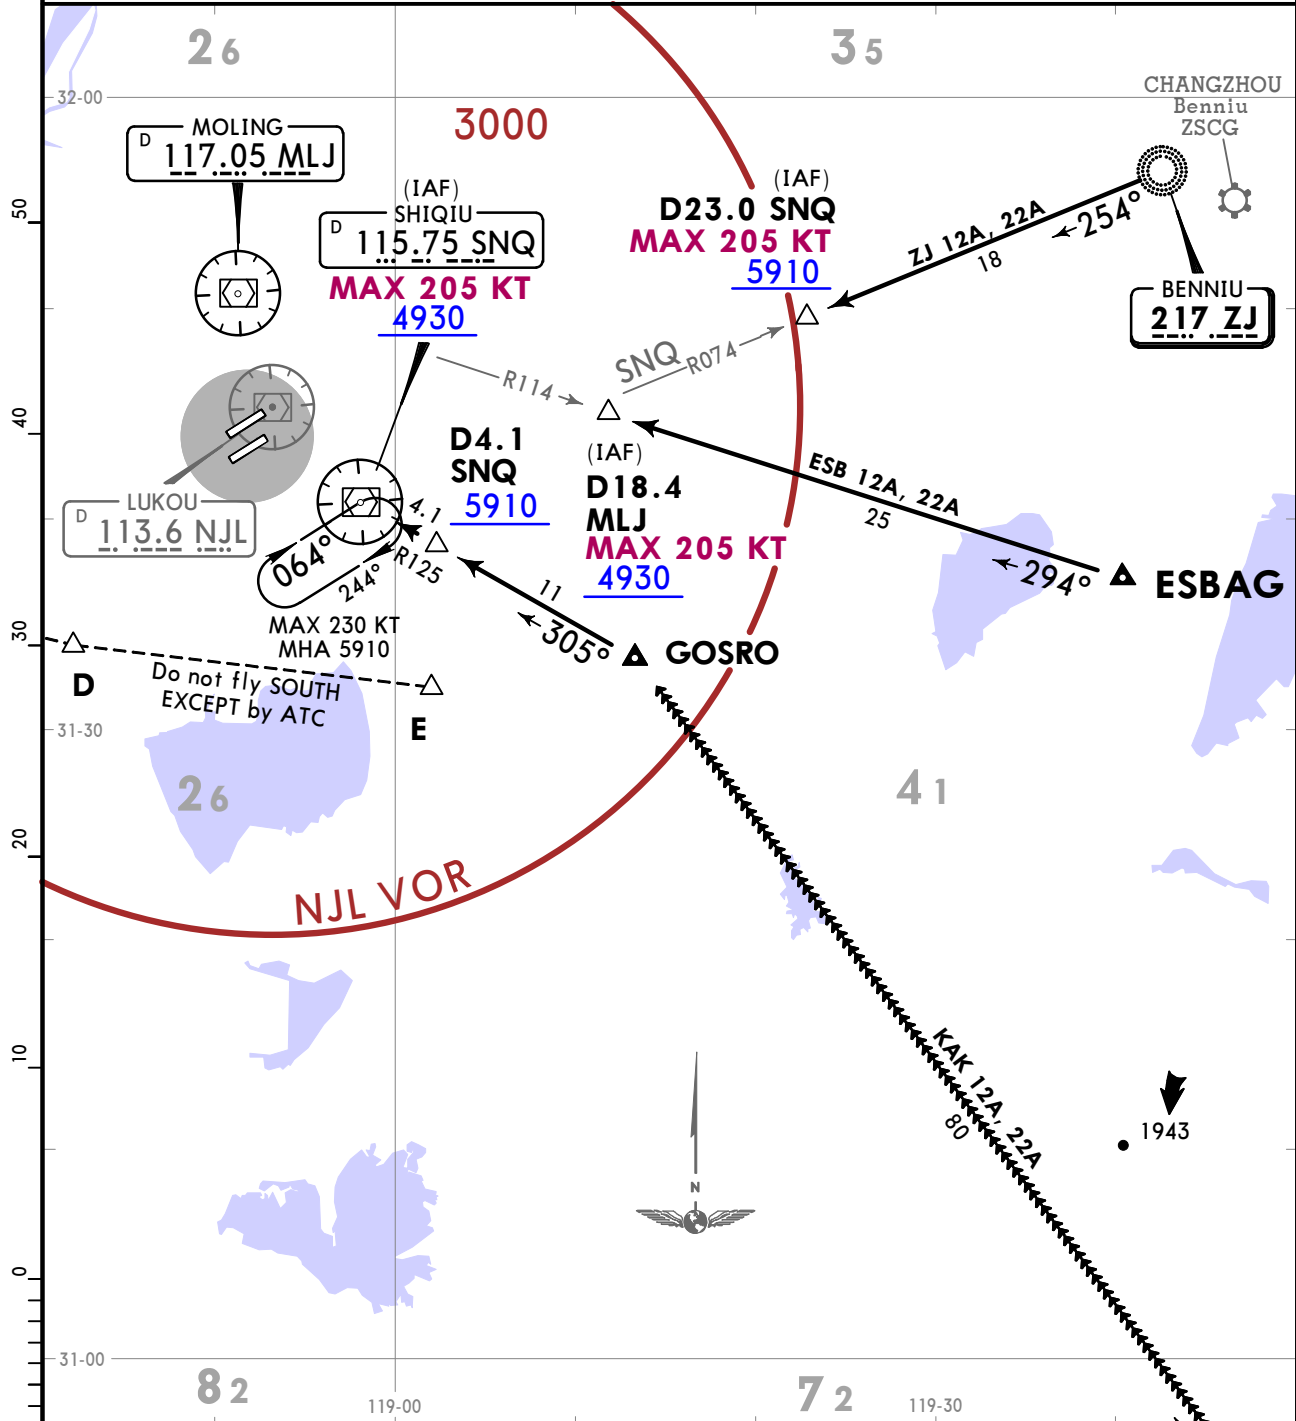 26
35
CHANGZHOU
Benniu
ZSCG
32-00
3000
MOLING
D 117.05 MLJ
(IAF)
SHIQIU
D 115.75 SNQ
MAX 205 KT
4930
(IAF)
D23.0 SNQ
MAX 205 KT
5910
ZJ 12A, 22A
254°
18
BENNIU
217 ZJ
50
SNQ
R074
R114
40
D4.1
SNQ
5910
(IAF)
D18.4
MLJ
MAX 205 KT
4930
ESB 12A, 22A
25
294°
ESBAG
LUKOU
D 113.6 NJL
4.1
R125
064°
244°
MAX 230 KT
MHA 5910
11
305°
GOSRO
30
D
Do not fly SOUTH
EXCEPT by ATC
E
31-30
26
41
20
NJL VOR
10
KAK 12A, 22A
80
1943
N
0
31-00
82
72
119-00
119-30